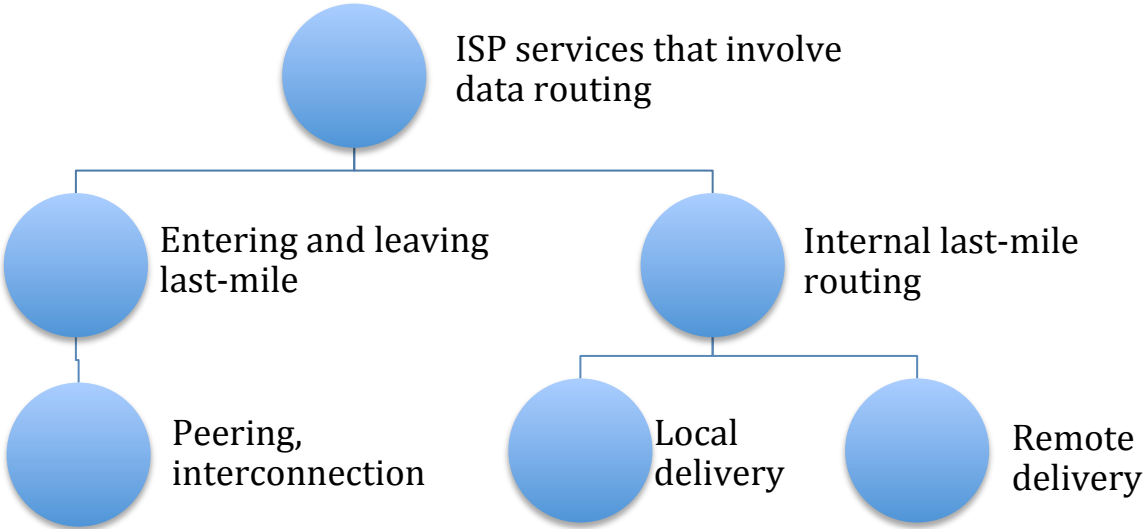 ISP services that involve
data routing
Entering and leaving
last-mile
Internal last-mile
routing
Peering,
interconnection
Local
delivery
Remote
delivery